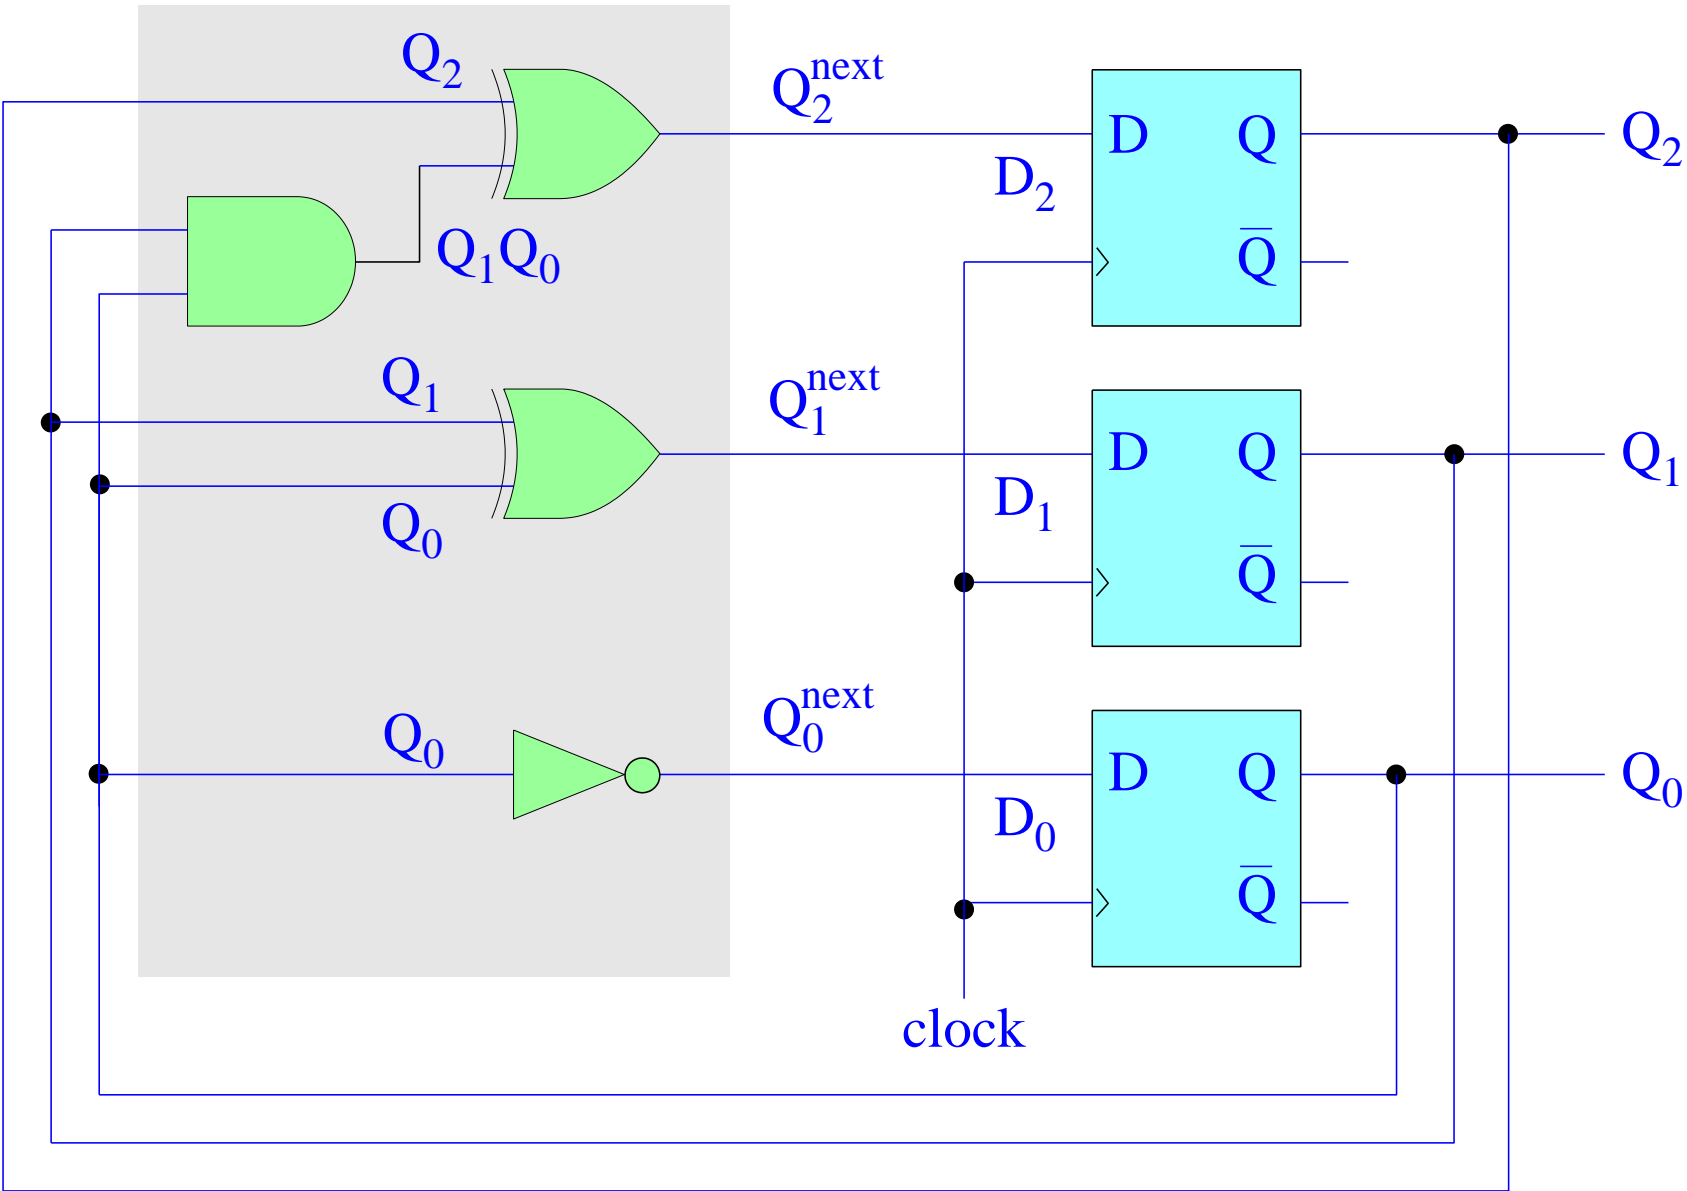 Q₂
Q₂ⁿᵉˣᵗ
D Q
Q₂
D₂
Q₁Q₀
Q̅
Q₁
Q₁ⁿᵉˣᵗ
D Q
Q₁
D₁
Q₀
Q̅
Q₀
Q₀ⁿᵉˣᵗ
D Q
Q₀
D₀
Q̅
clock